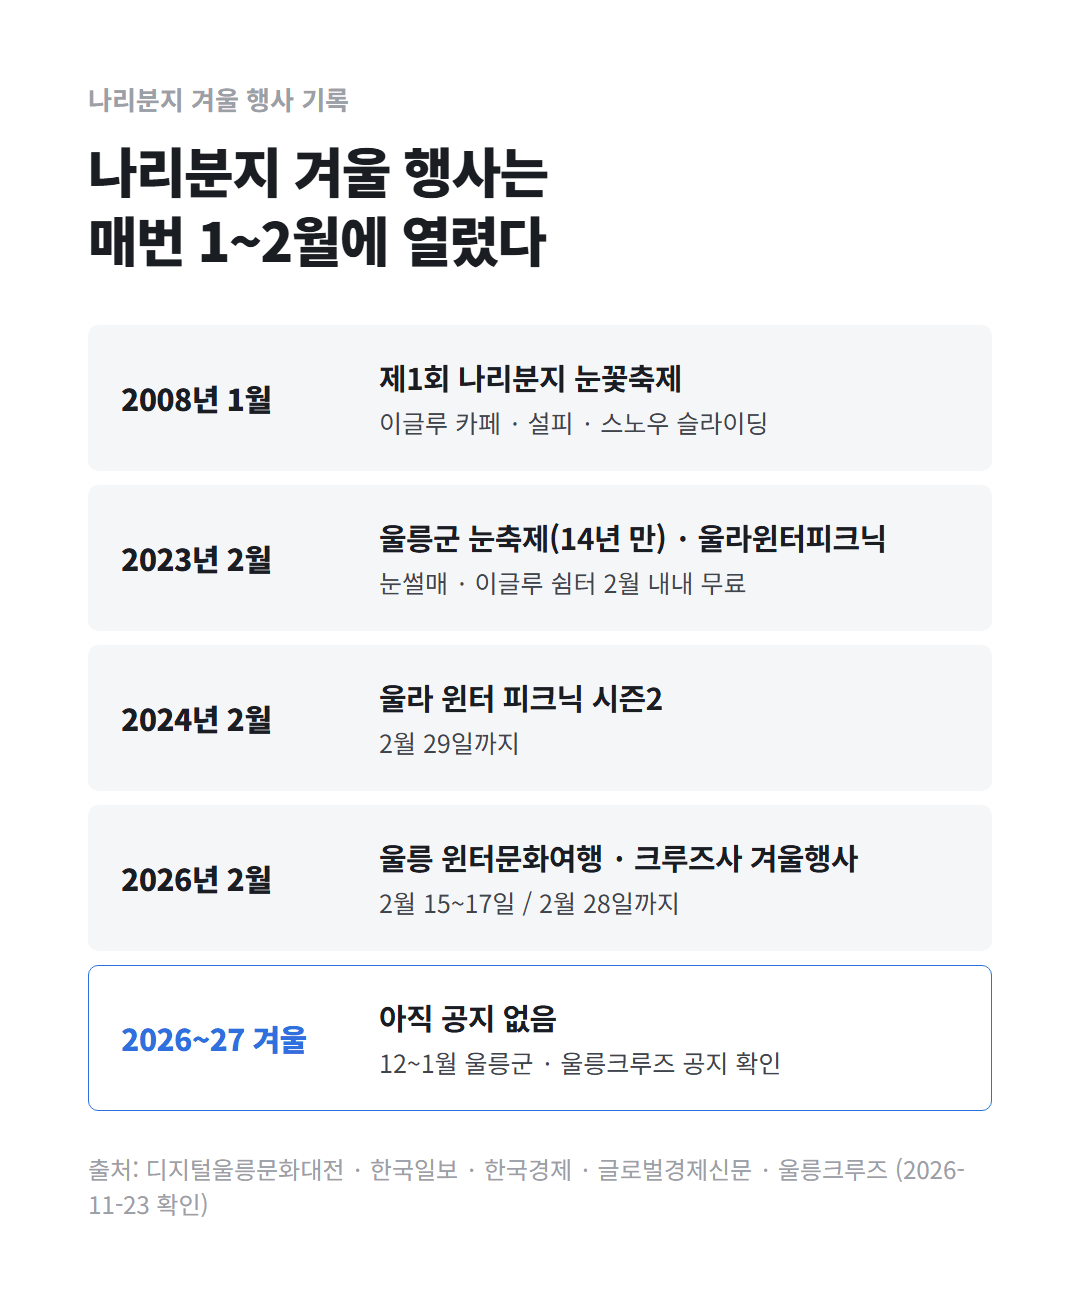 나리분지 겨울 행사 기록
나리분지 겨울 행사는
매번 1~2월에 열렸다
2008년 1월
제1회 나리분지 눈꽃축제
이글루 카페 · 설피 · 스노우 슬라이딩
2023년 2월
울릉군 눈축제(14년 만) · 울라윈터피크닉
눈썰매 · 이글루 쉼터 2월 내내 무료
2024년 2월
울라 윈터 피크닉 시즌2
2월 29일까지
2026년 2월
울릉 윈터문화여행 · 크루즈사 겨울행사
2월 15~17일 / 2월 28일까지
2026~27 겨울
아직 공지 없음
12~1월 울릉군 · 울릉크루즈 공지 확인
출처: 디지털울릉문화대전 · 한국일보 · 한국경제 · 글로벌경제신문 · 울릉크루즈 (2026-
11-23 확인)